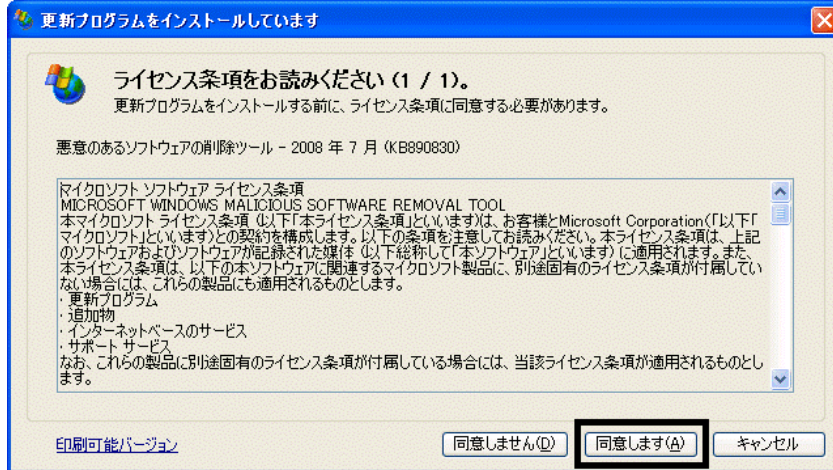 更新プログラムをインストールしています
ライセンス条項をお読みください (1 / 1)。
更新プログラムをインストールする前に、ライセンス条項に同意する必要があります。
悪意のあるソフトウェアの削除ツール - 2008 年 7 月 (KB890830)
マイクロソフト ソフトウェア ライセンス条項
MICROSOFT WINDOWS MALICIOUS SOFTWARE REMOVAL TOOL
本マイクロソフト ライセンス条項 (以下「本ライセンス条項」といいます)は、お客様とMicrosoft Corporation(「以下「
マイクロソフト」といいます)との契約を構成します。以下の条項を注意してお読みください。本ライセンス条項は、上記
のソフトウェアおよびソフトウェアが記録された媒体 (以下総称して「本ソフトウェア」といいます) に適用されます。また、
本ライセンス条項は、以下の本ソフトウェアに関連するマイクロソフト製品に、別途固有のライセンス条項が付属してい
ない場合には、これらの製品にも適用されるものとします。
・更新プログラム
・追加物
・インターネットベースのサービス
・サポート サービス
なお、これらの製品に別途固有のライセンス条項が付属している場合には、当該ライセンス条項が適用されるものとし
ます。
印刷可能バージョン 同意しません(D) 同意します(A) キャンセル